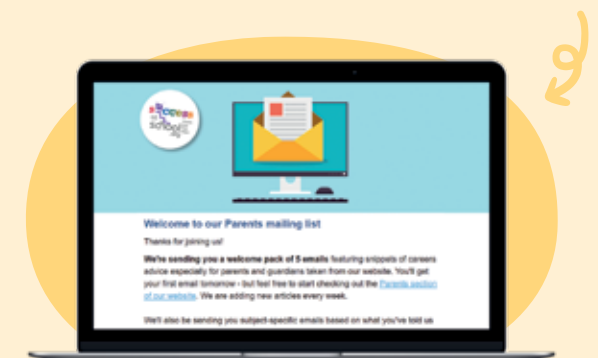 success
at
school
Welcome to our Parents mailing list
Thanks for joining us!
We're sending you a welcome pack of 5 emails featuring snippets of careers
advice especially for parents and guardians taken from our website. You'll get
your first email tomorrow - but feel free to start checking out the Parents section
of our website. We are adding new articles every week.
We'll also be sending you subject-specific emails based on what you've told us